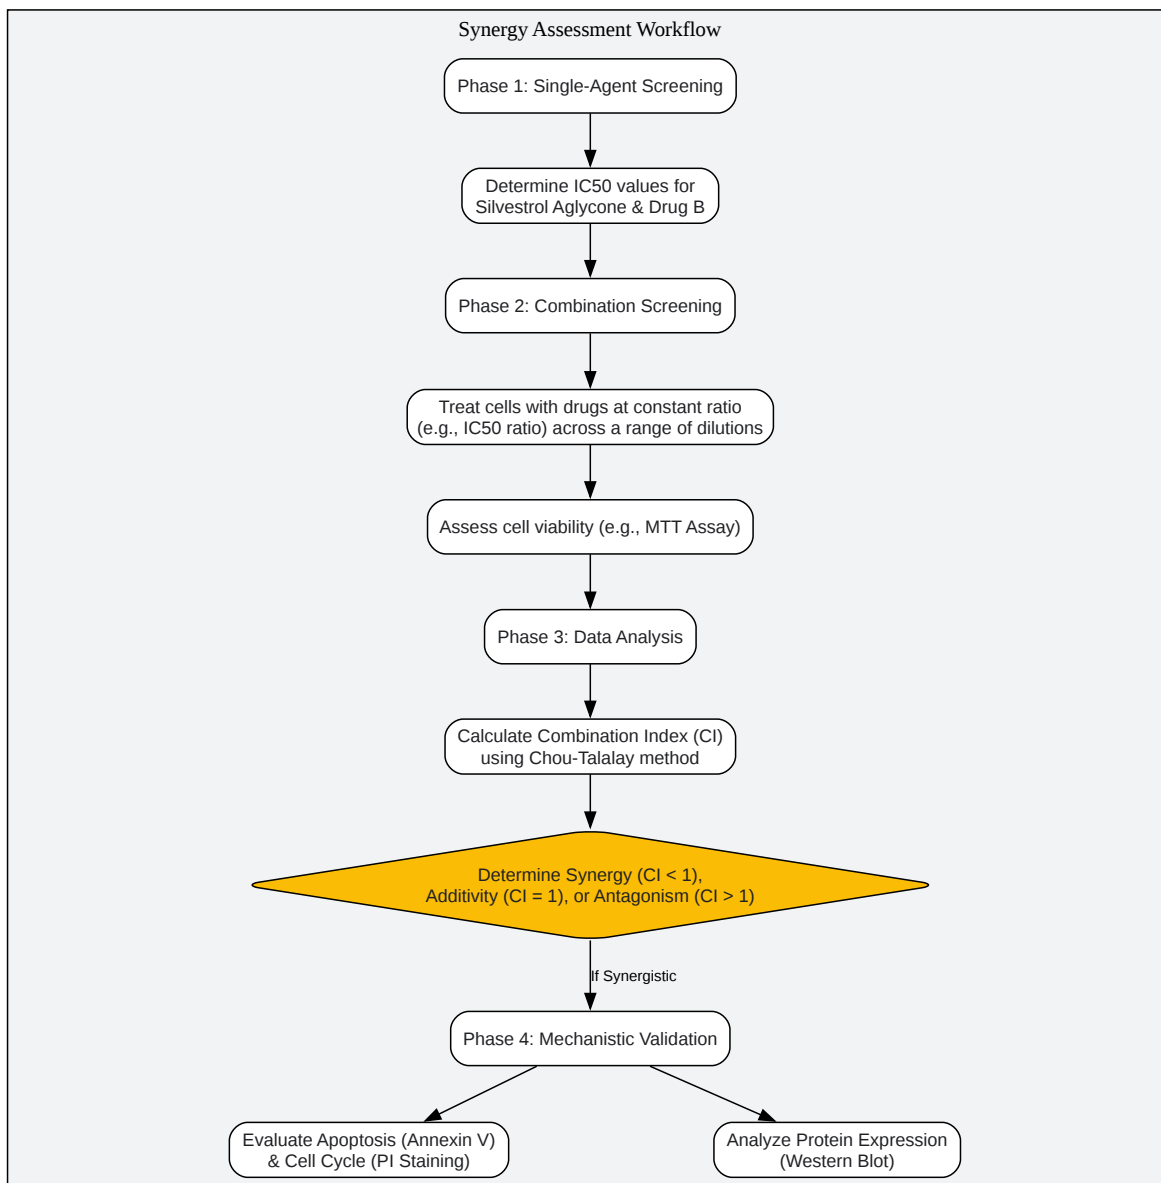 Synergy Assessment Workflow
Phase 1: Single-Agent Screening
Determine IC50 values for
Silvestrol Aglycone & Drug B
Phase 2: Combination Screening
Treat cells with drugs at constant ratio
(e.g., IC50 ratio) across a range of dilutions
Assess cell viability (e.g., MTT Assay)
Phase 3: Data Analysis
Calculate Combination Index (CI)
using Chou-Talalay method
Determine Synergy (CI < 1),
Additivity (CI = 1), or Antagonism (CI > 1)
If Synergistic
Phase 4: Mechanistic Validation
Evaluate Apoptosis (Annexin V)
& Cell Cycle (PI Staining)
Analyze Protein Expression
(Western Blot)